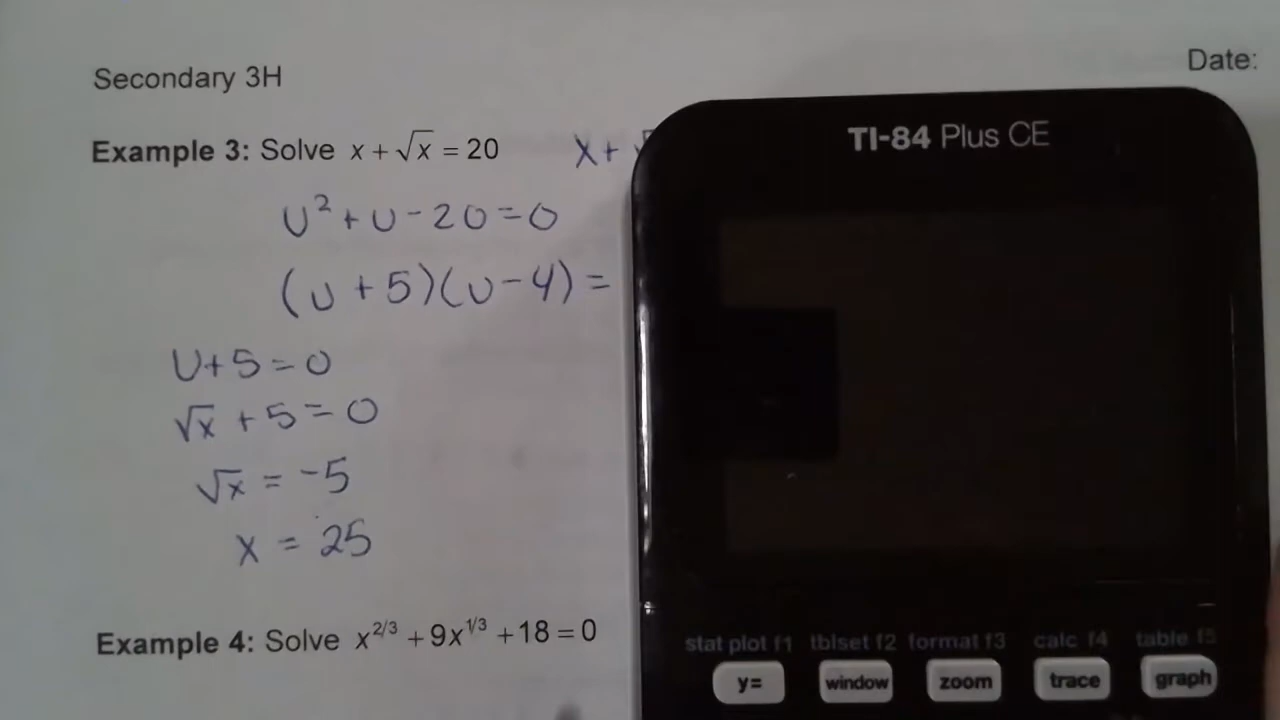 Secondary 3H
Date:
Example 3: Solve x + √x = 20
x +
u² + u - 20 = 0
(u + 5)(u - 4) =
u + 5 = 0
√x + 5 = 0
√x = -5
x = 25
Example 4: Solve x^2/3 + 9x^1/3 + 18 = 0
TI-84 Plus CE
stat plot f1 tblset f2 format f3 calc f4 table f5
y= window zoom trace graph